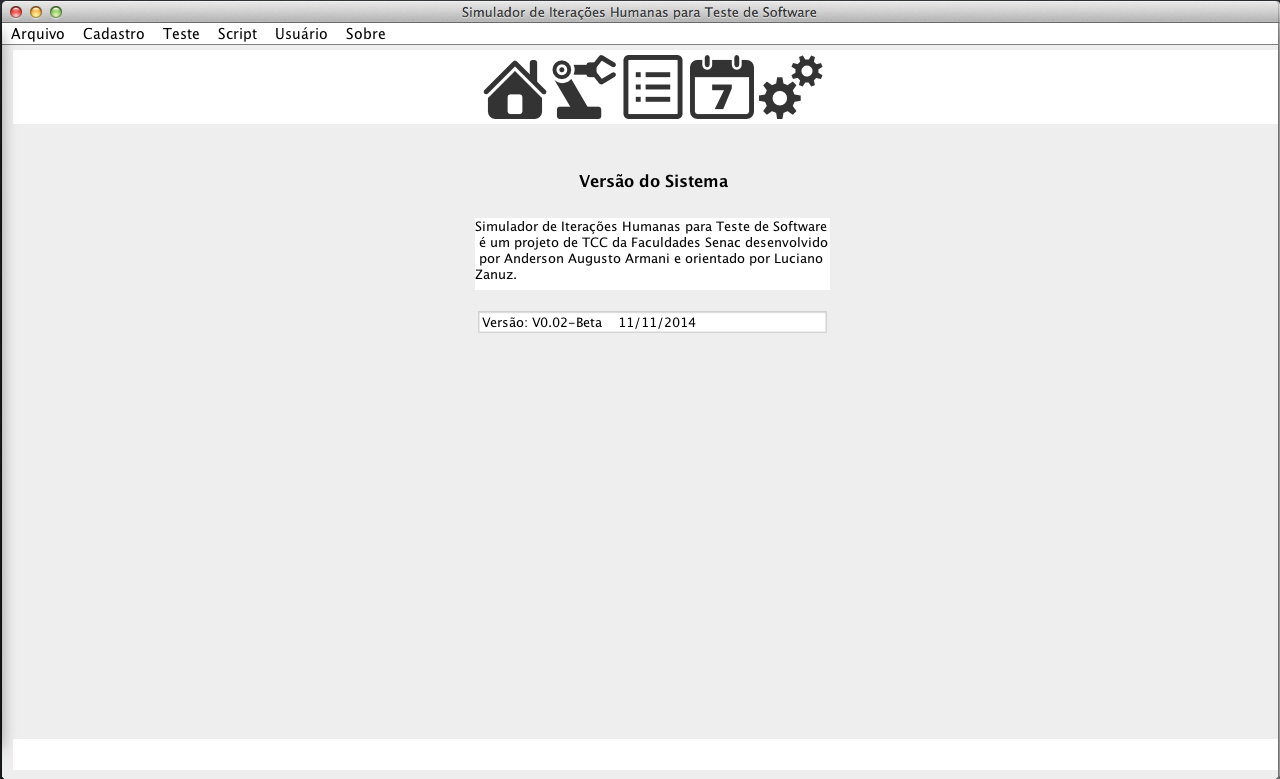 Simulador de Iterações Humanas para Teste de Software
Arquivo Cadastro Teste Script Usuário Sobre
7
Versão do Sistema
Simulador de Iterações Humanas para Teste de Software
é um projeto de TCC da Faculdades Senac desenvolvido
por Anderson Augusto Armani e orientado por Luciano
Zanuz.
Versão: V0.02-Beta 11/11/2014